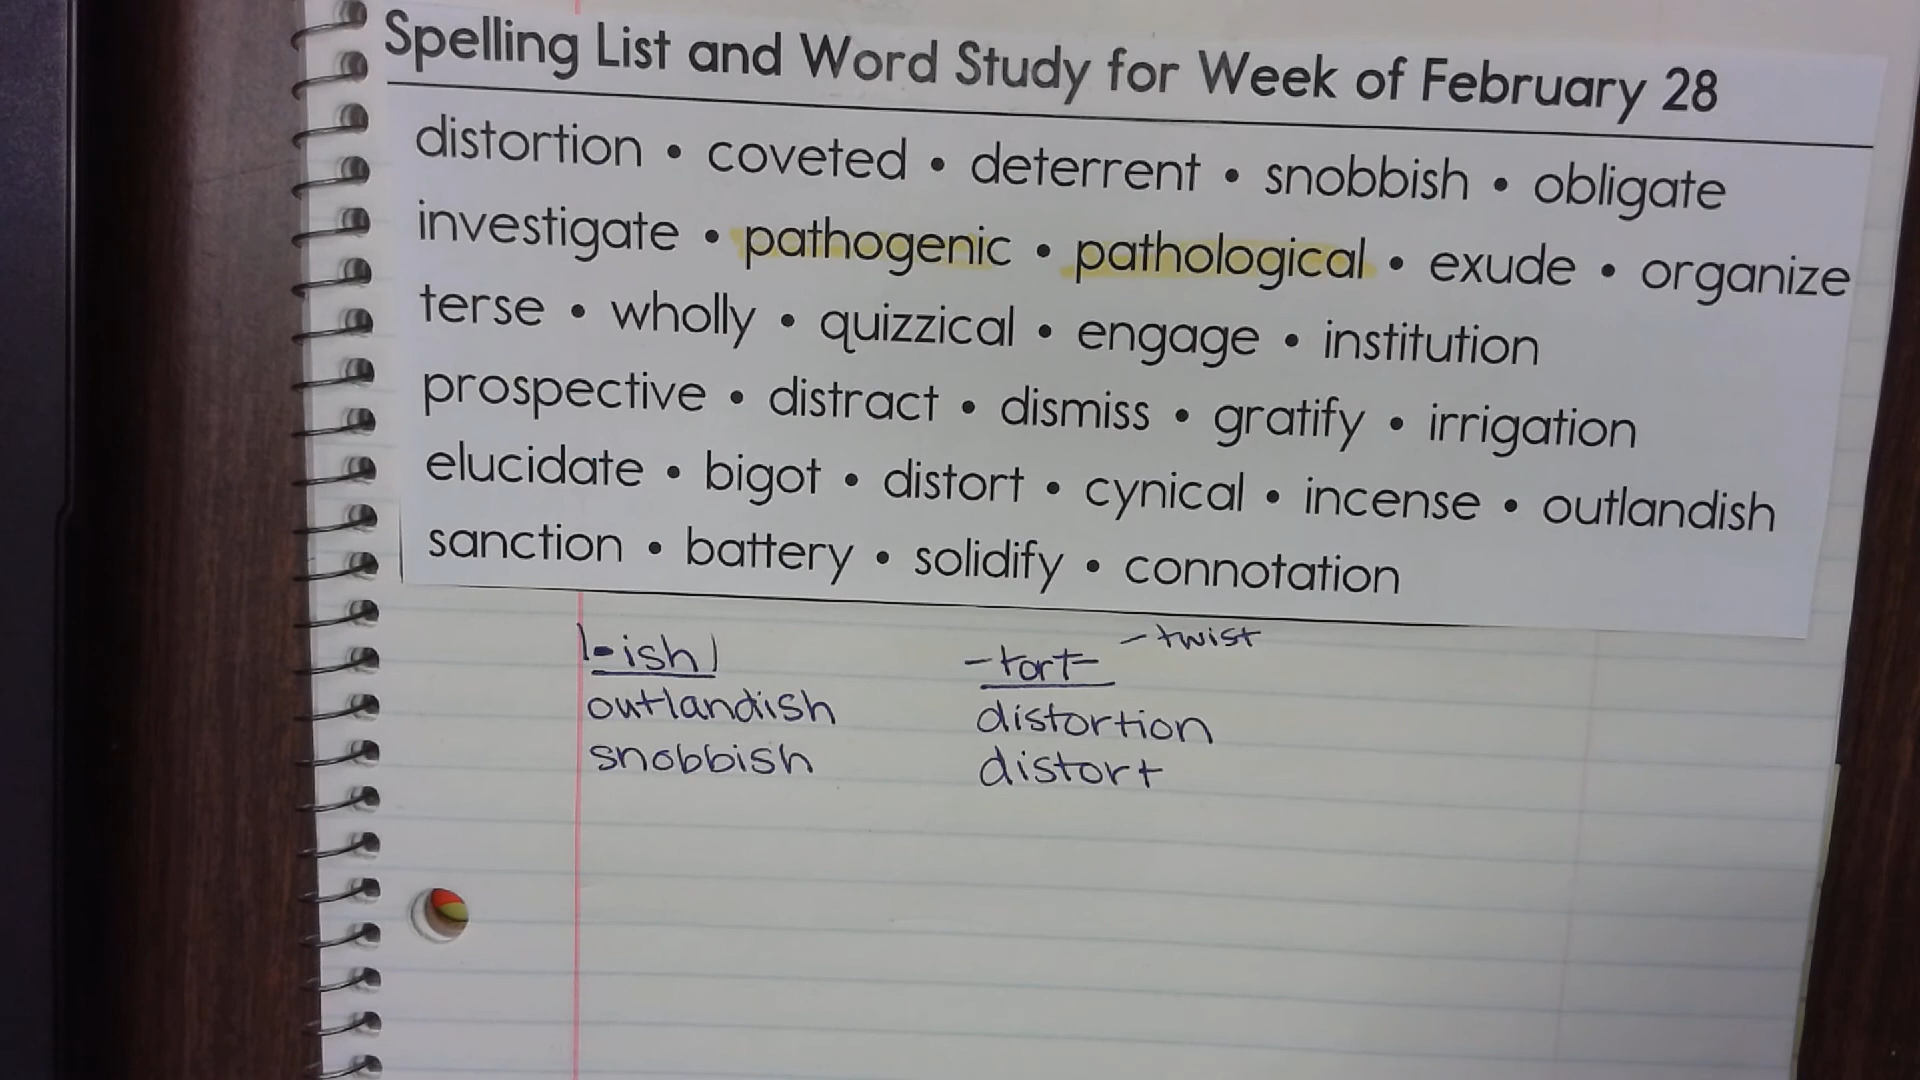 Spelling List and Word Study for Week of February 28
distortion • coveted • deterrent • snobbish • obligate
investigate • pathogenic • pathological • exude • organize
terse • wholly • quizzical • engage • institution
prospective • distract • dismiss • gratify • irrigation
elucidate • bigot • distort • cynical • incense • outlandish
sanction • battery • solidify • connotation
-ish
outlandish
snobbish
-tort- - twist
distortion
distort